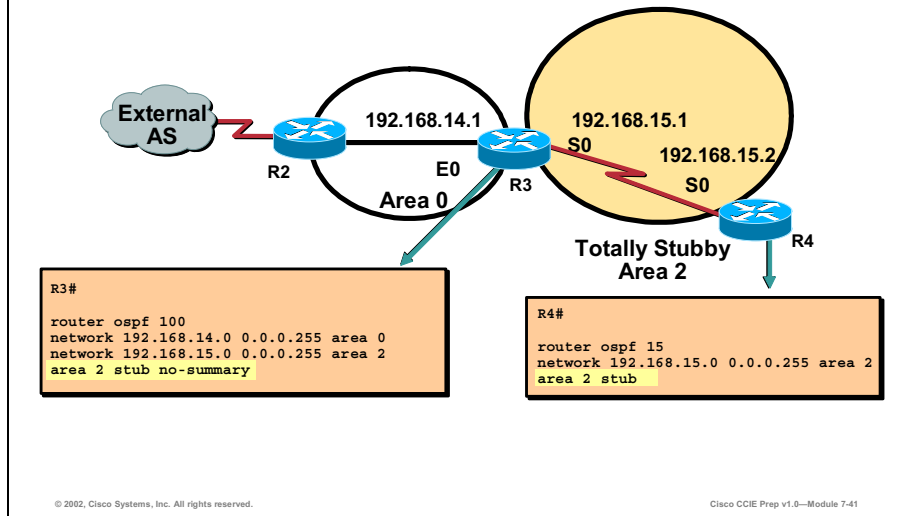 External
AS
R2
192.168.14.1
E0
R3
Area 0
192.168.15.1
S0
192.168.15.2
S0
R4
Totally Stubby
Area 2
R3#
router ospf 100
network 192.168.14.0 0.0.0.255 area 0
network 192.168.15.0 0.0.0.255 area 2
area 2 stub no-summary
R4#
router ospf 15
network 192.168.15.0 0.0.0.255 area 2
area 2 stub
© 2002, Cisco Systems, Inc. All rights reserved.
Cisco CCIE Prep v1.0—Module 7-41